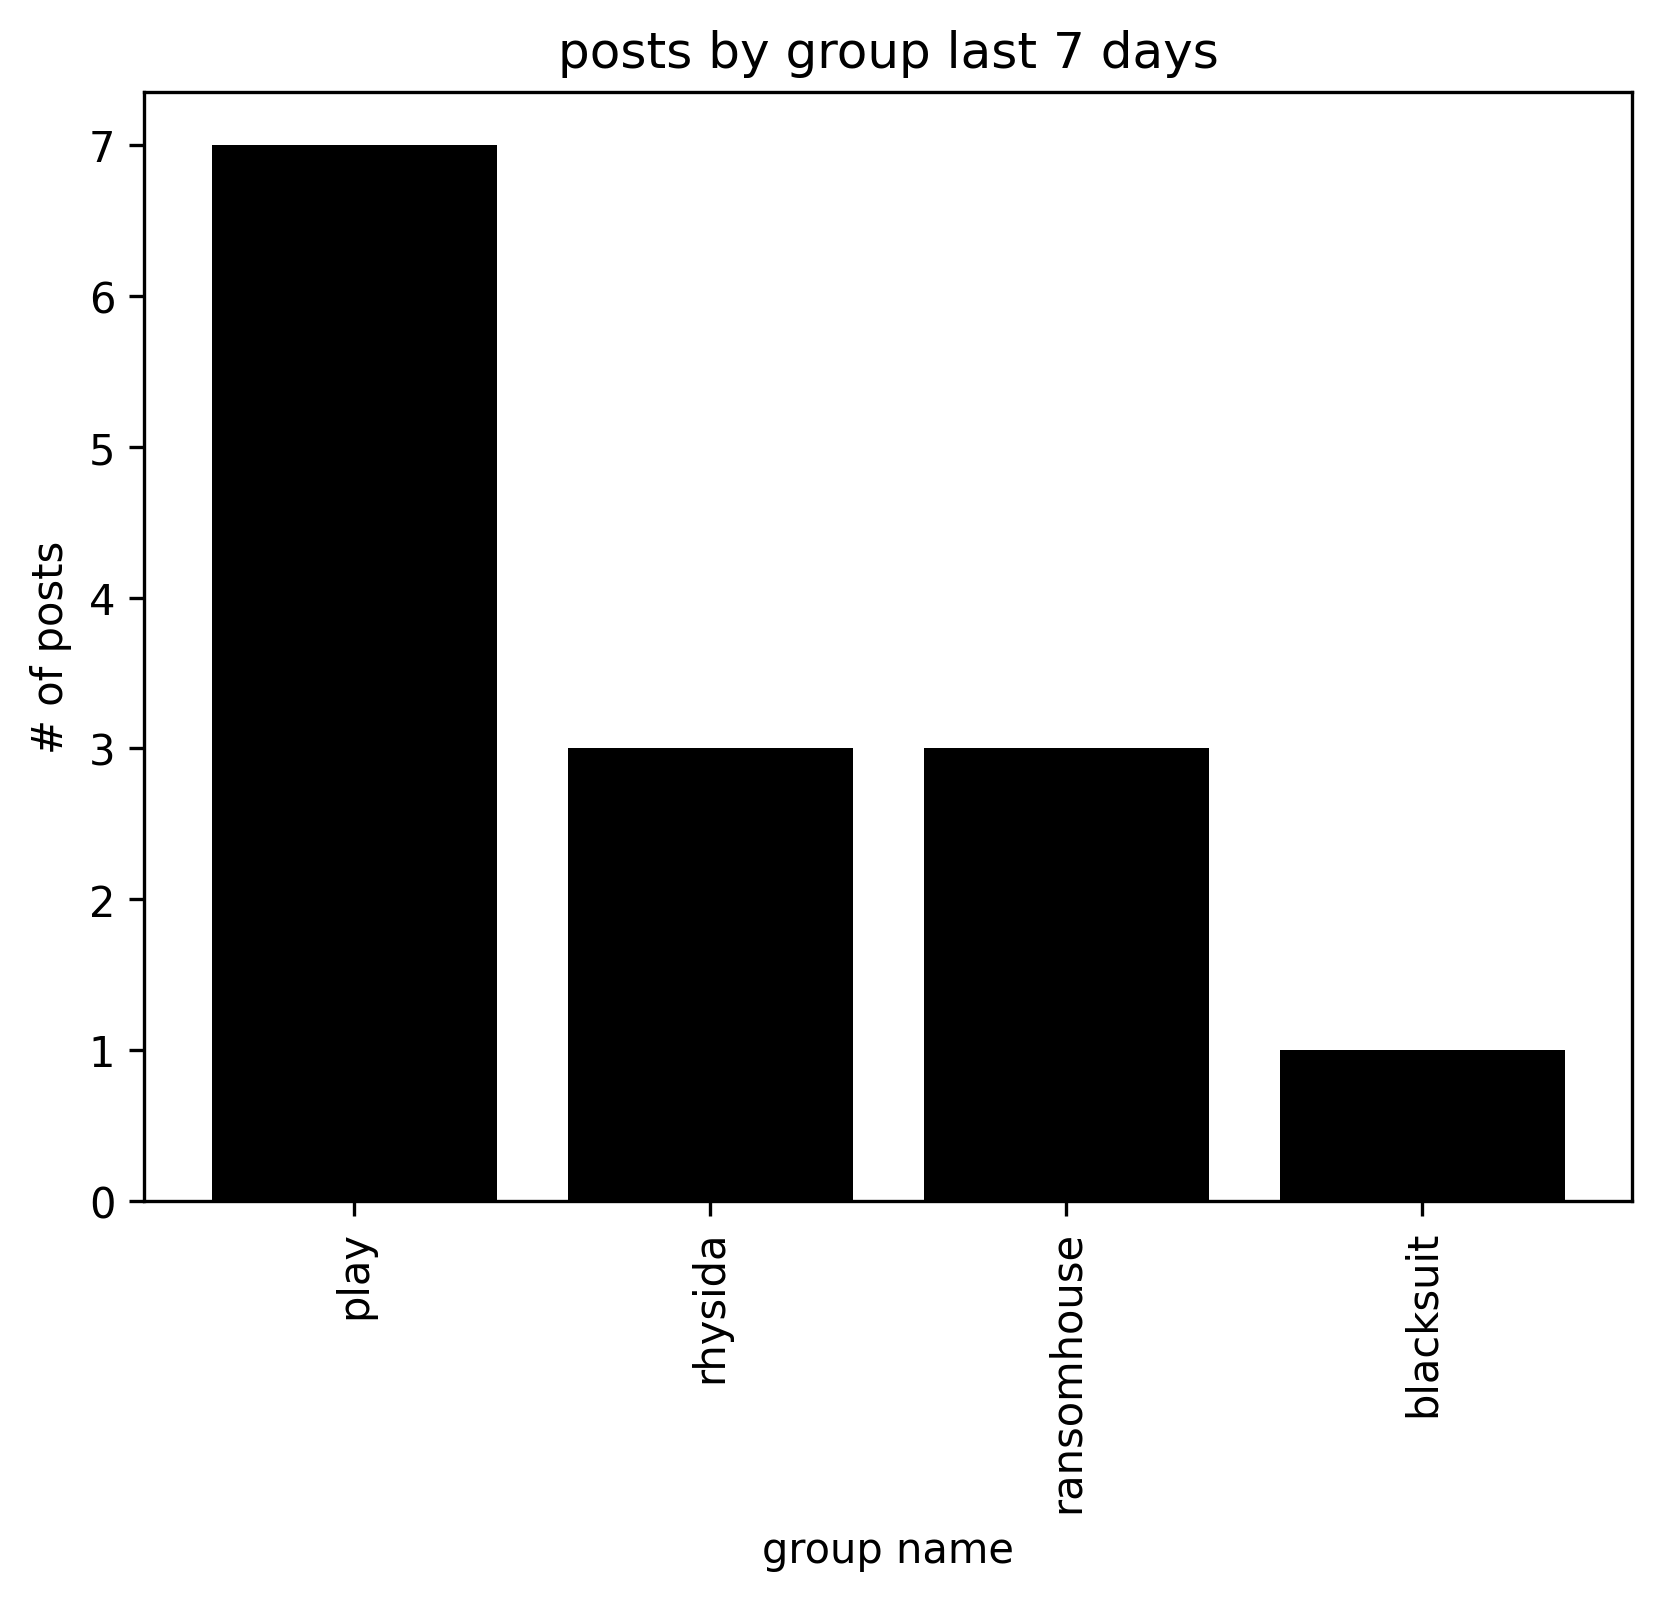 posts by group last 7 days
7
6
5
4
3
2
1
0
# of posts
play
rhysida
ransomhouse
blacksuit
group name